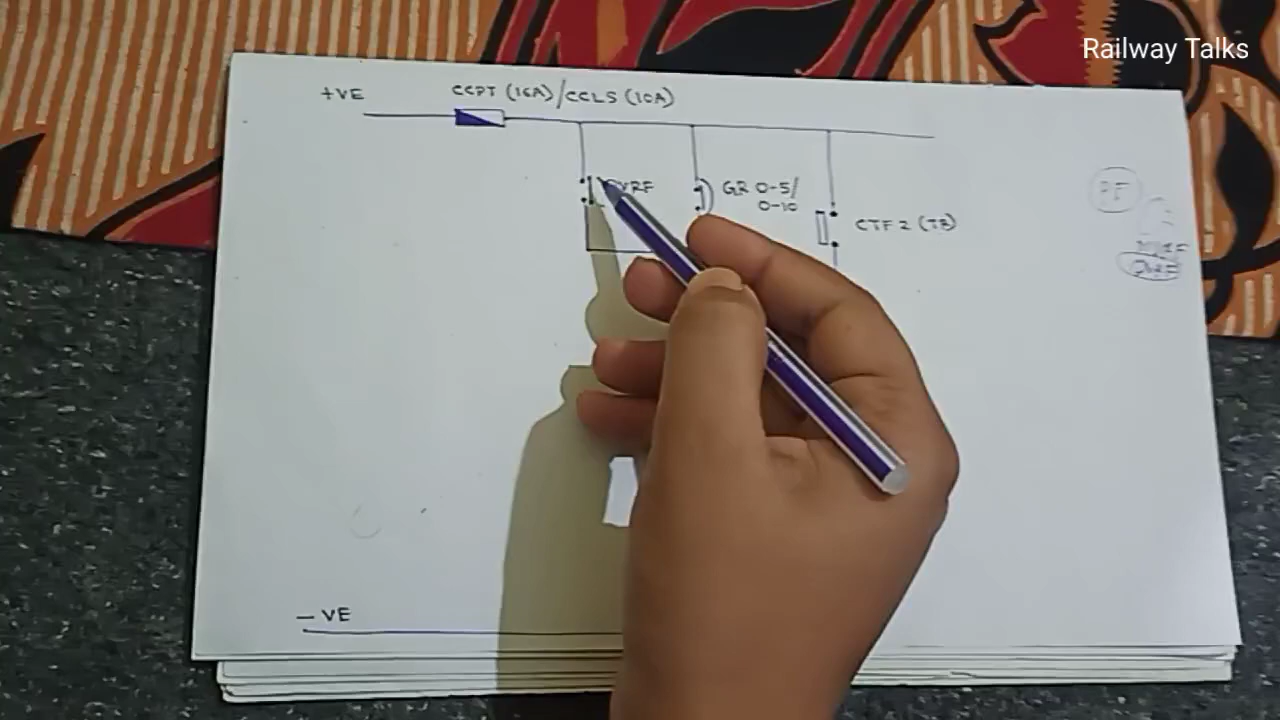 Railway Talks
+VE
CCPT (16A)/CCLS (10A)
GR 0-5/
0-10
CTF 2 (TB)
- VE